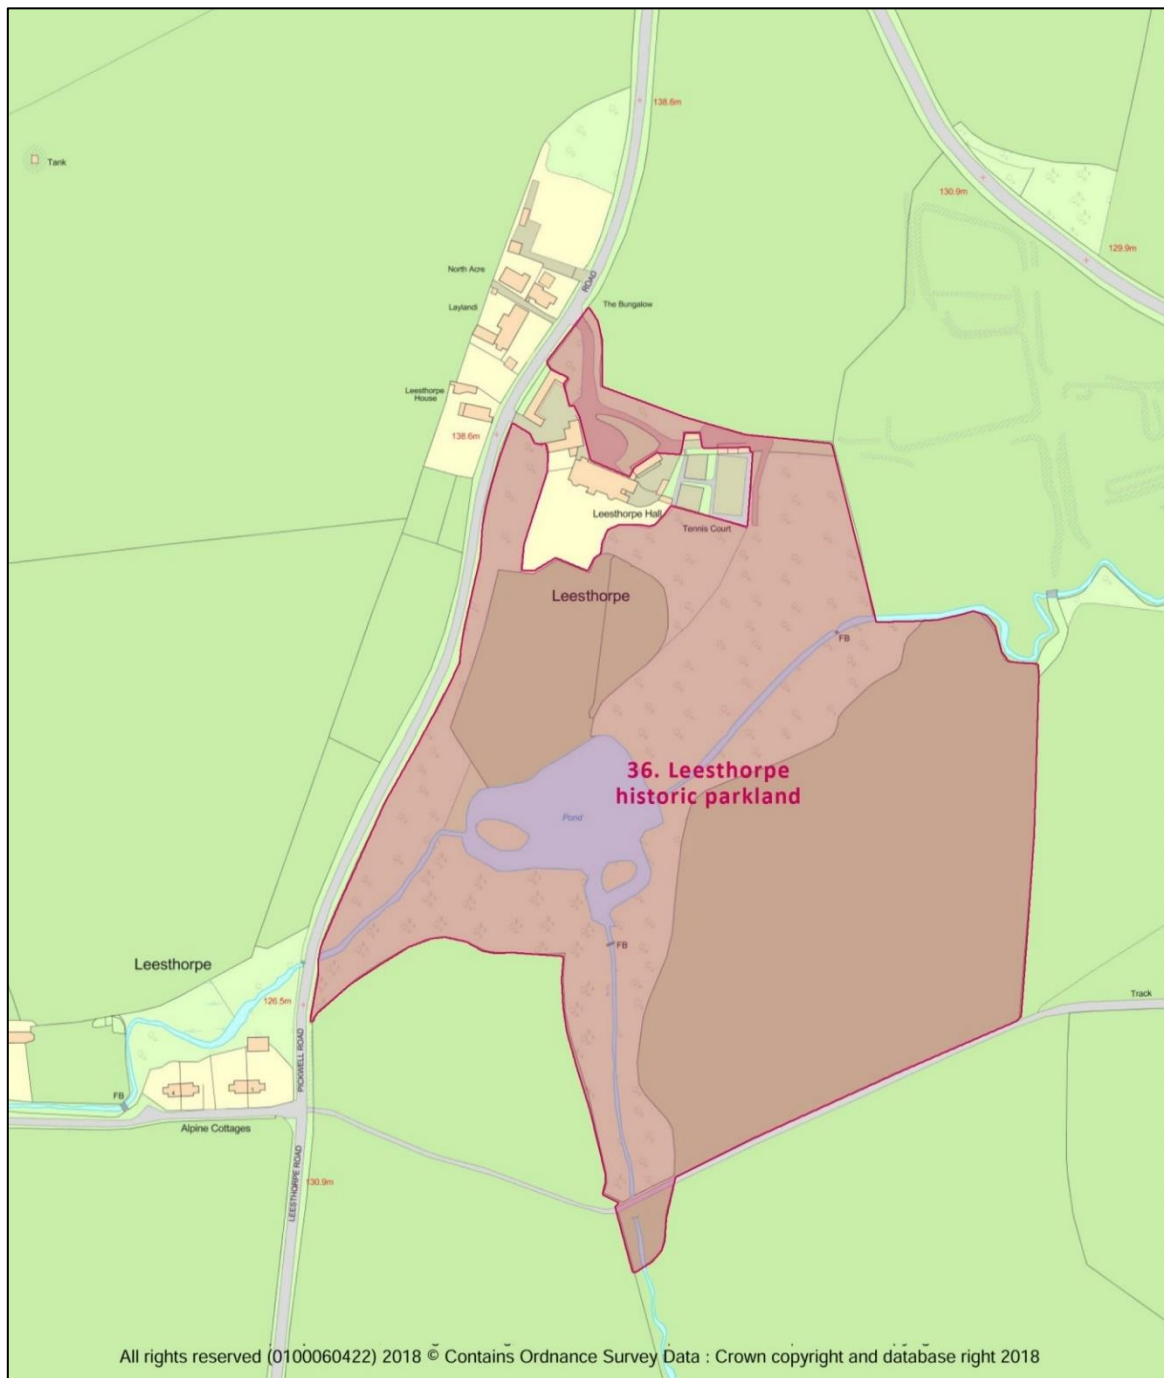 138.6m
Tank
130.9m
129.9m
North Acre
ROAD
The Bungalow
Laylandi
Leesthorpe
House
138.6m
Leesthorpe Hall
Tennis Court
Leesthorpe
FB
36. Leesthorpe
historic parkland
Pond
FB
Leesthorpe
126.5m
Track
PICKWELL ROAD
FB
4
1
Alpine Cottages
LEESTHORPE ROAD
130.9m
All rights reserved (0100060422) 2018 © Contains Ordnance Survey Data : Crown copyright and database right 2018